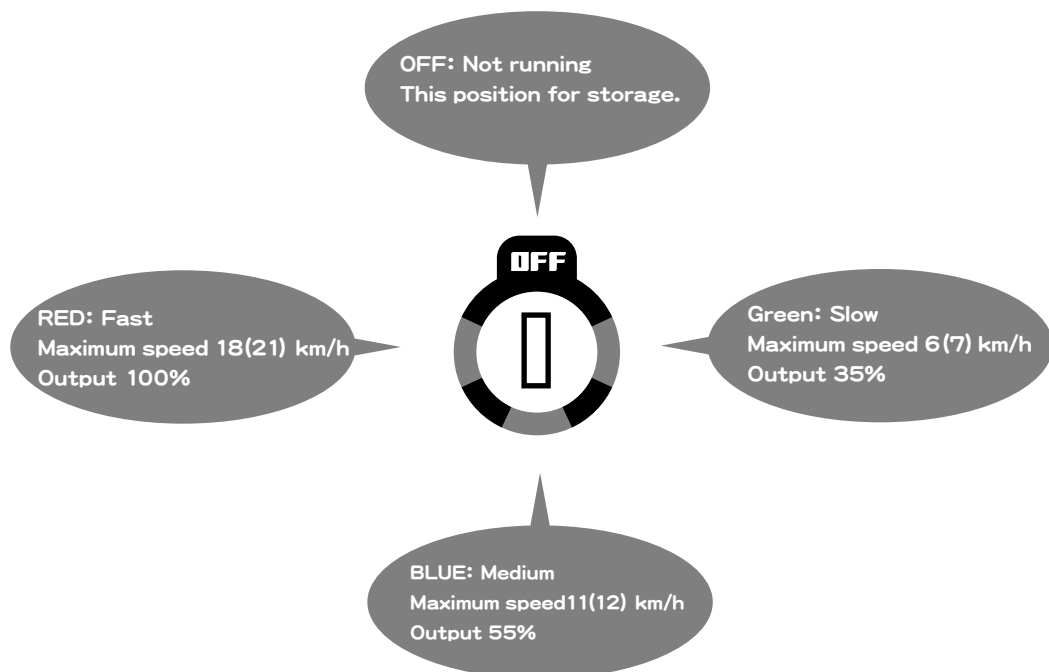 OFF: Not running
This position for storage.
OFF
RED: Fast
Maximum speed 18(21) km/h
Output 100%
Green: Slow
Maximum speed 6(7) km/h
Output 35%
BLUE: Medium
Maximum speed11(12) km/h
Output 55%